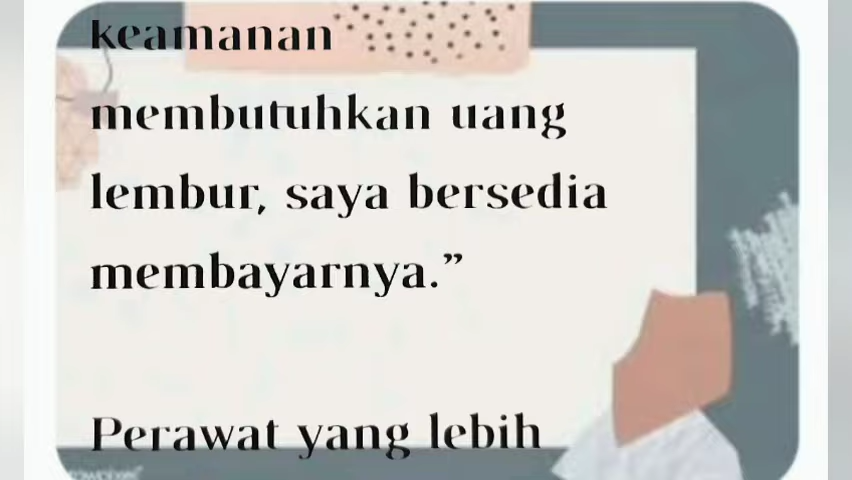 keamanan
membutuhkan uang
lembur, saya bersedia
membayarnya.”
Perawat yang lebih